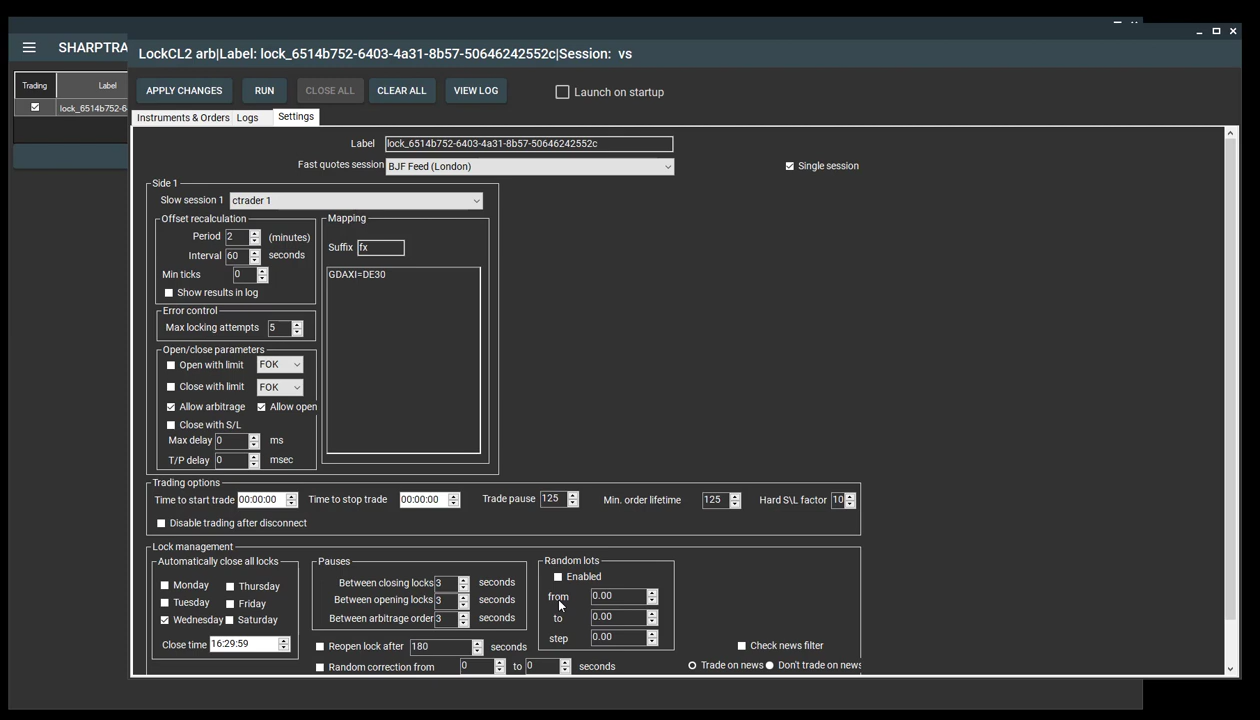 SHARPTRA
LockCL2 arb|Label: lock_6514b752-6403-4a31-8b57-50646242552c|Session: vs
Trading Label
lock_6514b752-6
APPLY CHANGES RUN CLOSE ALL CLEAR ALL VIEW LOG Launch on startup
Instruments & Orders Logs Settings
Label lock_6514b752-6403-4a31-8b57-50646242552c
Fast quotes session BJF Feed (London) Single session
Side 1
Slow session 1 ctrader 1
Offset recalculation
Period 2 (minutes)
Interval 60 seconds
Min ticks 0
Show results in log
Mapping
Suffix fx
GDAXI=DE30
Error control
Max locking attempts 5
Open/close parameters
Open with limit FOK
Close with limit FOK
Allow arbitrage Allow open
Close with S/L
Max delay 0 ms
T/P delay 0 msec
Trading options
Time to start trade 00:00:00 Time to stop trade 00:00:00 Trade pause 125 Min. order lifetime 125 Hard S\L factor 10
Disable trading after disconnect
Lock management
Automatically close all locks
Monday Thursday
Tuesday Friday
Wednesday Saturday
Close time 16:29:59
Pauses
Between closing locks 3 seconds
Between opening locks 3 seconds
Between arbitrage order 3 seconds
Reopen lock after 180 seconds
Random correction from 0 to 0 seconds
Random lots
Enabled
from 0.00
to 0.00
step 0.00
Check news filter
Trade on news Don't trade on news